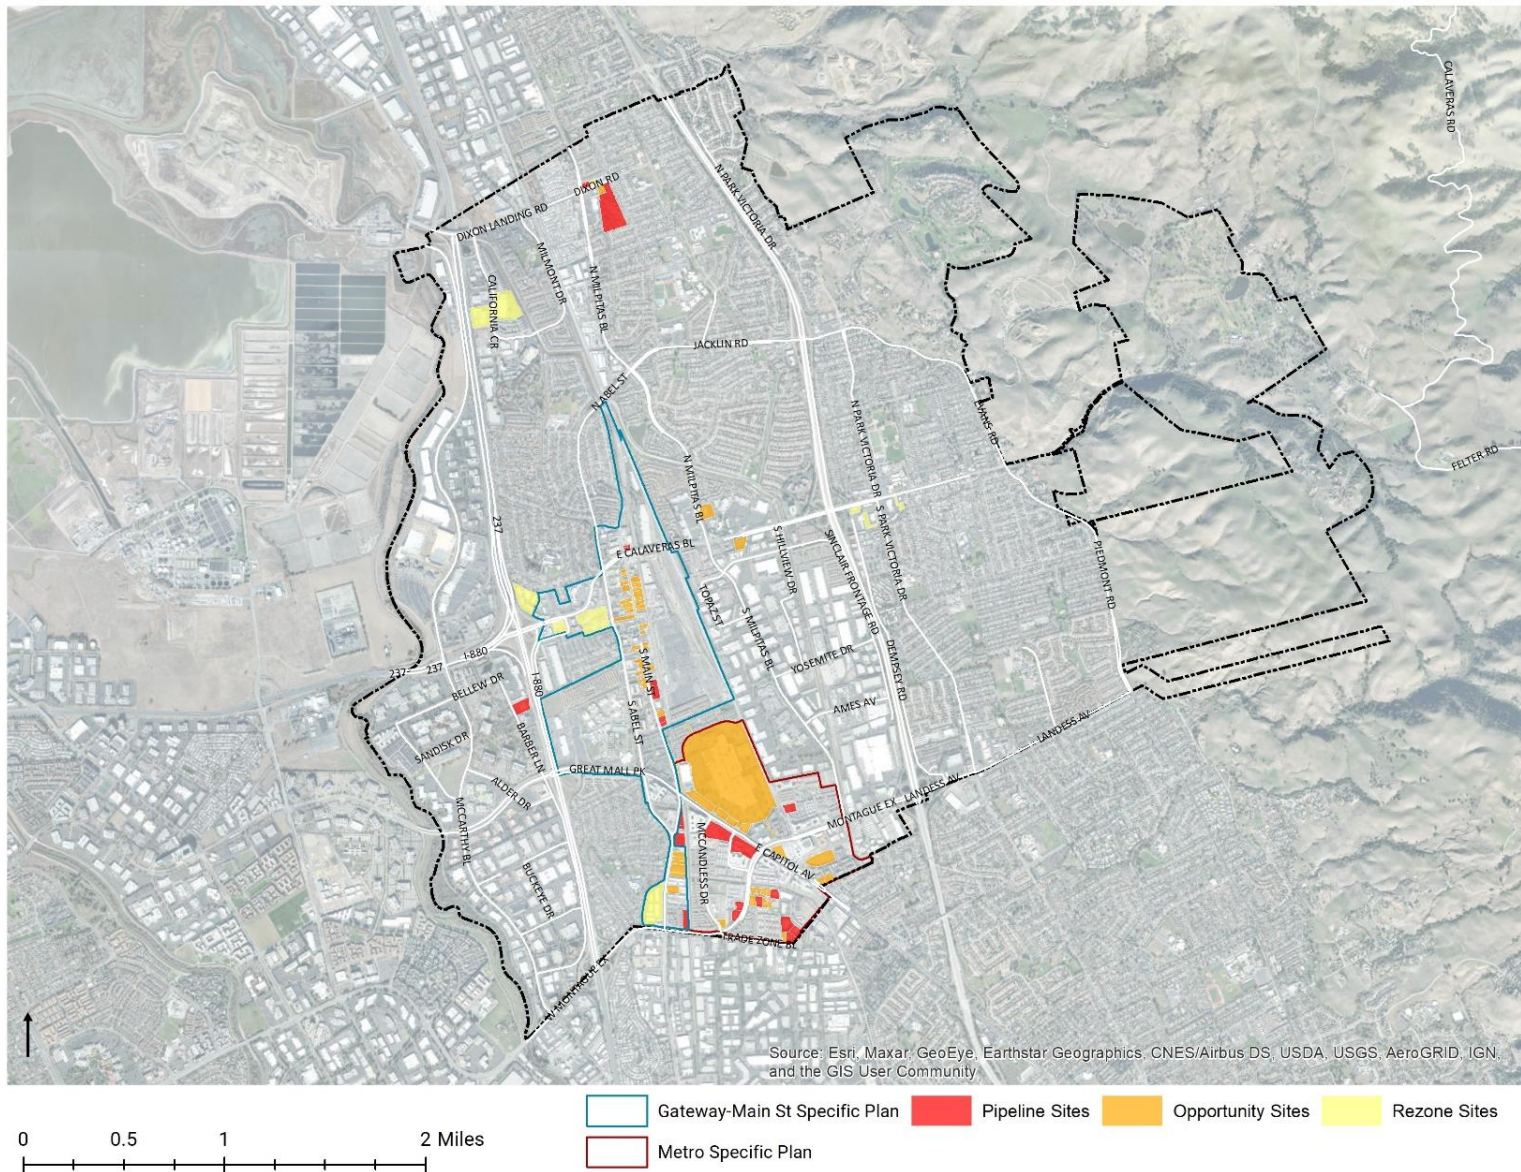 CALAVERAS RD
N PARK VICTORIA DR
DIXON RD
DIXON LANDING RD
MILMONT DR
CALIFORNIA CR
N MILPITAS BL
JACKLIN RD
N ABEL ST
EVANS RD
N PARK VICTORIA DR
FELTER RD
N MILPITAS BL
S PARK VICTORIA DR
237
E CALAVERAS BL
S HILLVIEW DR
SINCLAIR FRONTAGE RD
PIEDMONT RD
TOPAZ ST
S MILPITAS BL
YOSEMITE DR
DEMPSEY RD
237
237
I-880
S MAIN ST
BELLEW DR
I-880
S ABEL ST
AMES AV
LANDESS AV
BARBER LN
SANDISK DR
GREAT MALL PK
ALDER DR
MONTAGUE EX
LANDESS AV
MCCARTHY BL
MCCANDLESS DR
E CAPITOL AV
BUCKEYE DR
TRADE ZONE BL
W MONTAGUE EX
Source: Esri, Maxar, GeoEye, Earthstar Geographics, CNES/Airbus DS, USDA, USGS, AeroGRID, IGN,
and the GIS User Community
Gateway-Main St Specific Plan
Pipeline Sites
Opportunity Sites
Rezone Sites
Metro Specific Plan
0 0.5 1 2 Miles